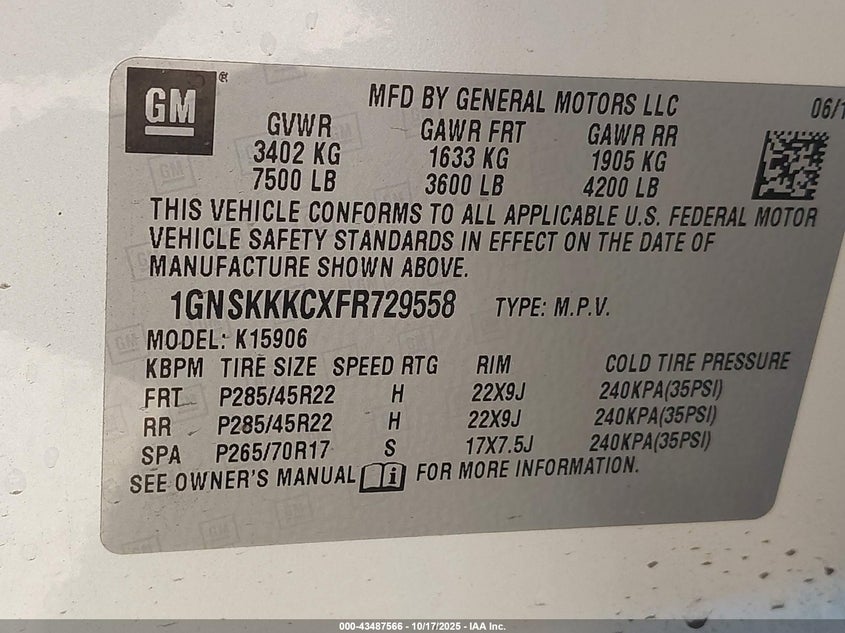 GM ®
MFD BY GENERAL MOTORS LLC
06/1
GVWR GAWR FRT GAWR RR
3402 KG 1633 KG 1905 KG
7500 LB 3600 LB 4200 LB
THIS VEHICLE CONFORMS TO ALL APPLICABLE U.S. FEDERAL MOTOR
VEHICLE SAFETY STANDARDS IN EFFECT ON THE DATE OF
MANUFACTURE SHOWN ABOVE.
1GNSKKKCXFR729558 TYPE: M.P.V.
MODEL: K15906
KBPM TIRE SIZE SPEED RTG RIM COLD TIRE PRESSURE
FRT P285/45R22 H 22X9J 240KPA(35PSI)
RR P285/45R22 H 22X9J 240KPA(35PSI)
SPA P265/70R17 S 17X7.5J 240KPA(35PSI)
SEE OWNER'S MANUAL FOR MORE INFORMATION.
000-43487566 - 10/17/2025 - IAA Inc.